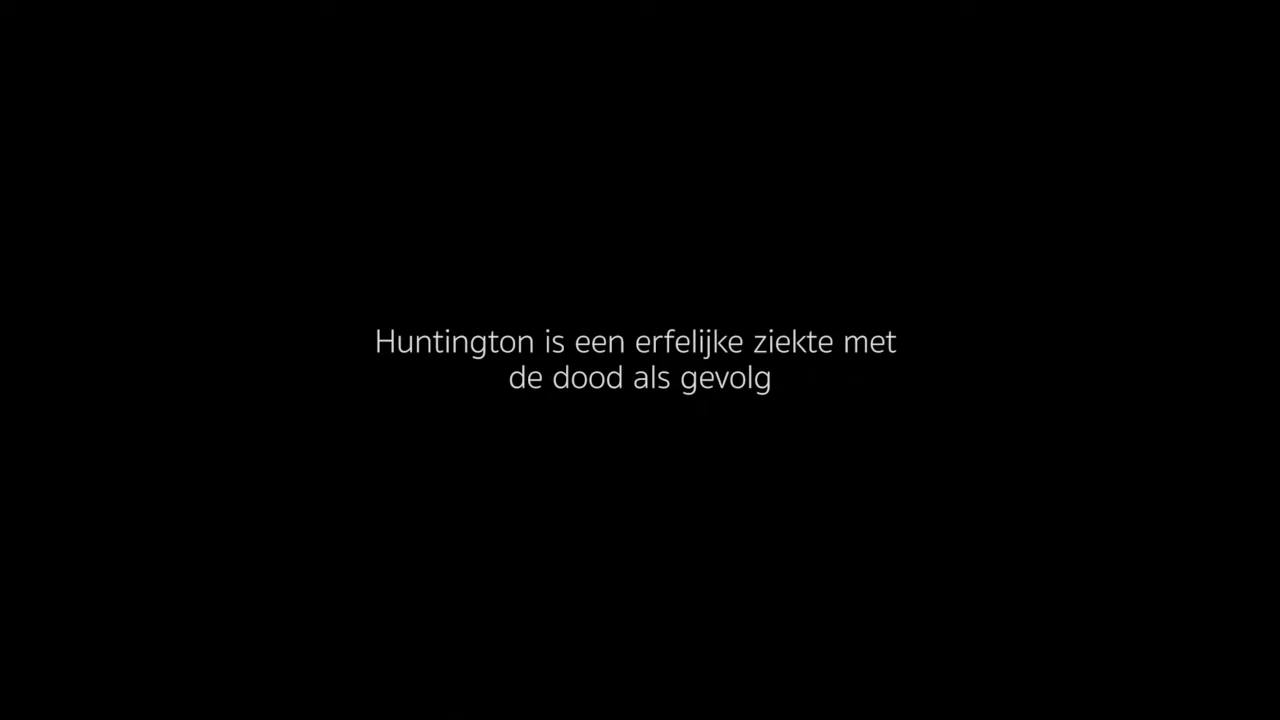 Huntington is een erfelijke ziekte met
de dood als gevolg